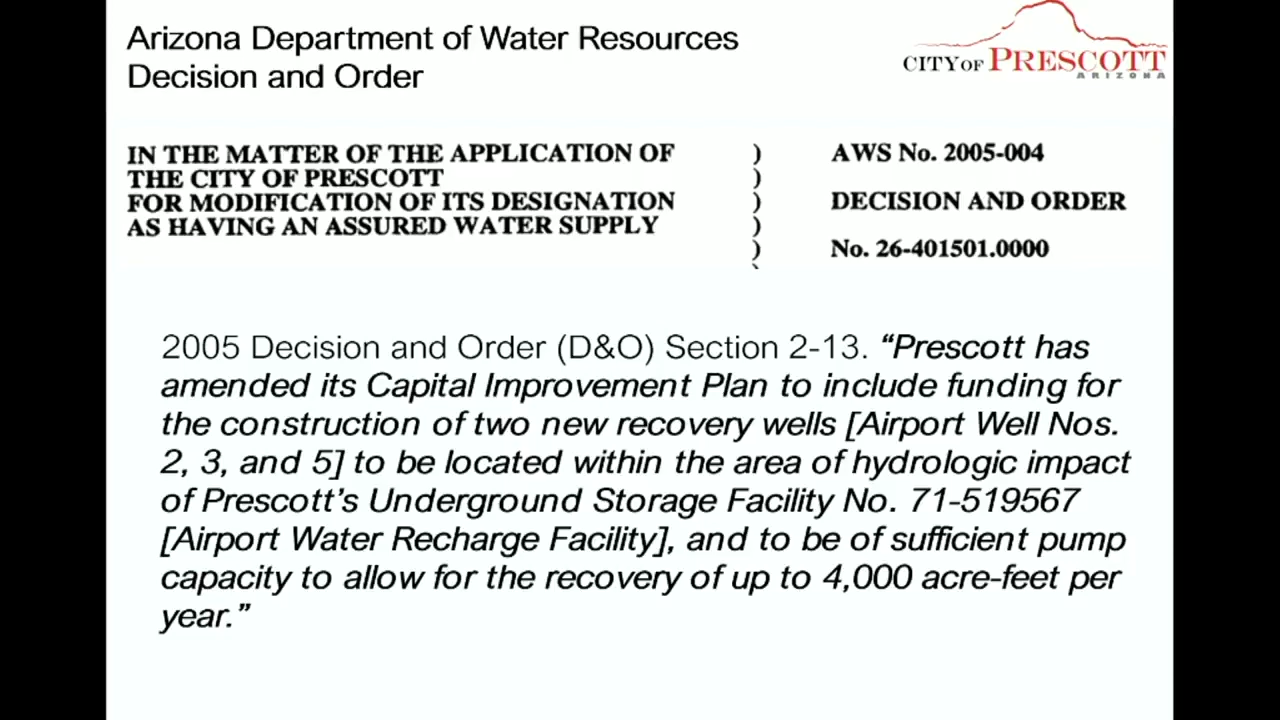 Arizona Department of Water Resources
Decision and Order
CITY OF PRESCOTT
ARIZONA
IN THE MATTER OF THE APPLICATION OF ) AWS No. 2005-004
THE CITY OF PRESCOTT )
FOR MODIFICATION OF ITS DESIGNATION ) DECISION AND ORDER
AS HAVING AN ASSURED WATER SUPPLY )
) No. 26-401501.0000
2005 Decision and Order (D&O) Section 2-13. “Prescott has
amended its Capital Improvement Plan to include funding for
the construction of two new recovery wells [Airport Well Nos.
2, 3, and 5] to be located within the area of hydrologic impact
of Prescott’s Underground Storage Facility No. 71-519567
[Airport Water Recharge Facility], and to be of sufficient pump
capacity to allow for the recovery of up to 4,000 acre-feet per
year.”